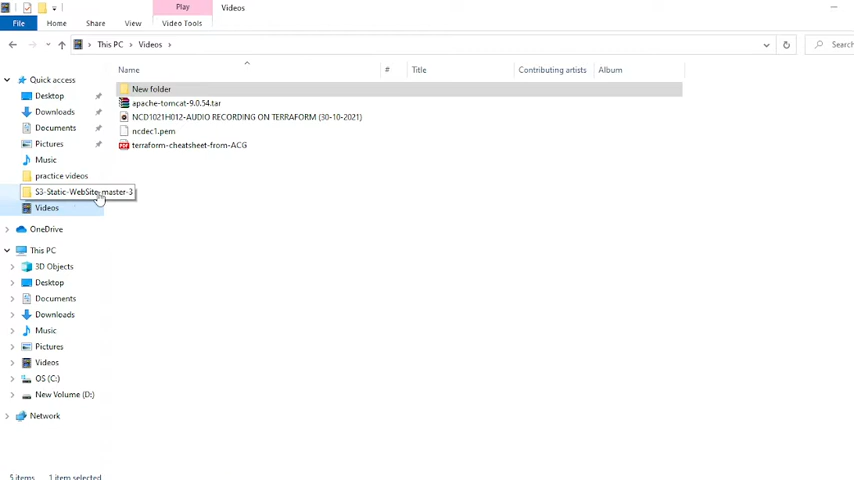 Play
Videos
File
Home
Share
View
Video Tools
This PC
Videos
Search
Name
#
Title
Contributing artists
Album
Quick access
Desktop
Downloads
Documents
Pictures
Music
practice videos
S3-Static-WebSite-master-3
Videos
OneDrive
This PC
3D Objects
Desktop
Documents
Downloads
Music
Pictures
Videos
OS (C:)
New Volume (D:)
Network
New folder
apache-tomcat-9.0.54.tar
NCD1021H012-AUDIO RECORDING ON TERRAFORM (30-10-2021)
ncdec1.pem
PDF terraform-cheatsheet-from-ACG
5 items 1 item selected